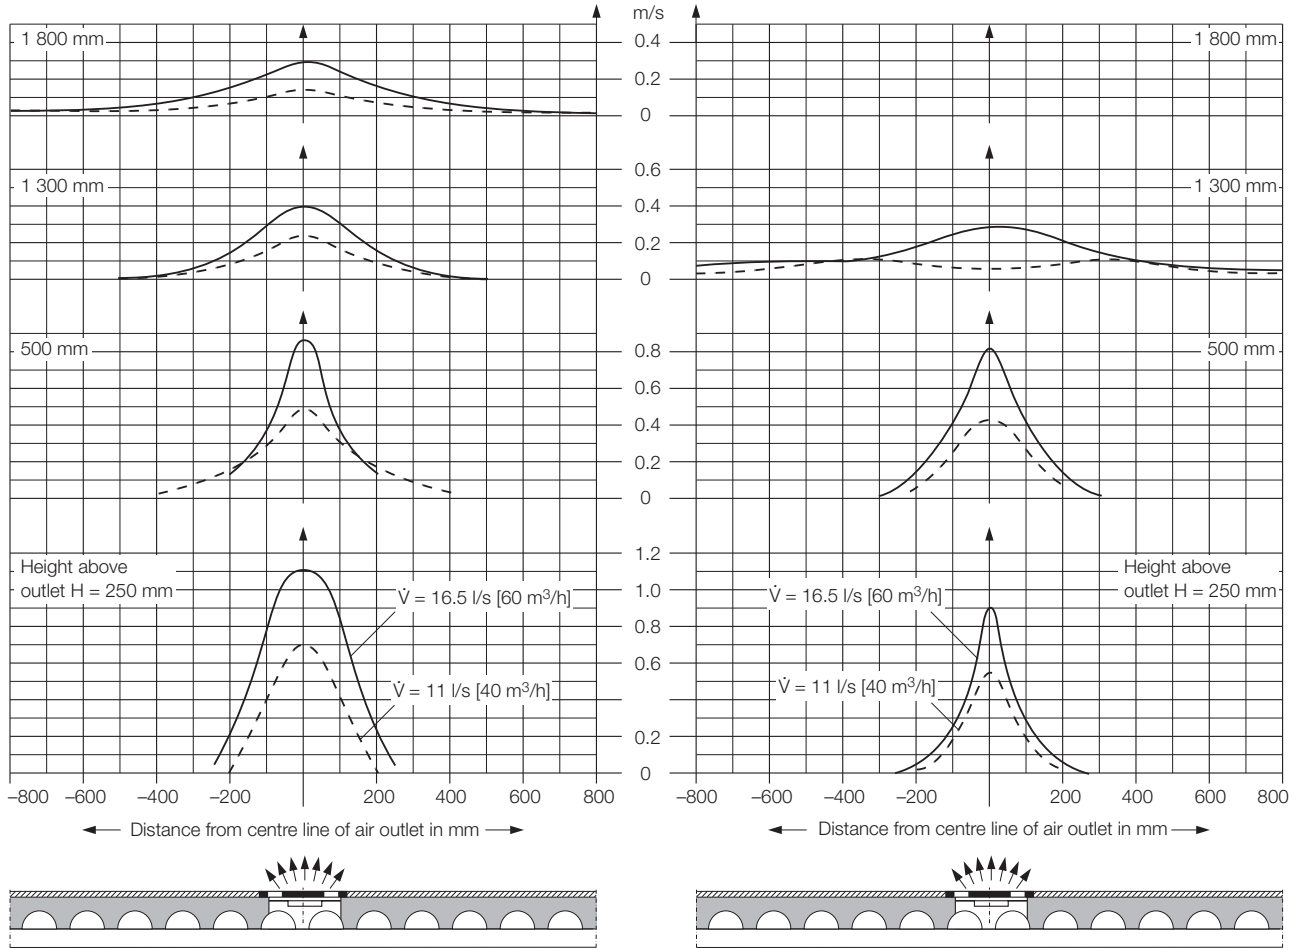 m/s
1 800 mm
0.4
1 800 mm
0.2
0
0.6
1 300 mm
1 300 mm
0.4
0.2
0
500 mm
0.8
500 mm
0.6
0.4
0.2
0
1.2
Height above
outlet H = 250 mm
Height above
outlet H = 250 mm
V̇ = 16.5 l/s [60 m³/h]
1.0
V̇ = 16.5 l/s [60 m³/h]
0.8
0.6
V̇ = 11 l/s [40 m³/h]
V̇ = 11 l/s [40 m³/h]
0.2
0
–800 –600 –400 –200 200 400 600 800
–800 –600 –400 –200 200 400 600 800
Distance from centre line of air outlet in mm
Distance from centre line of air outlet in mm